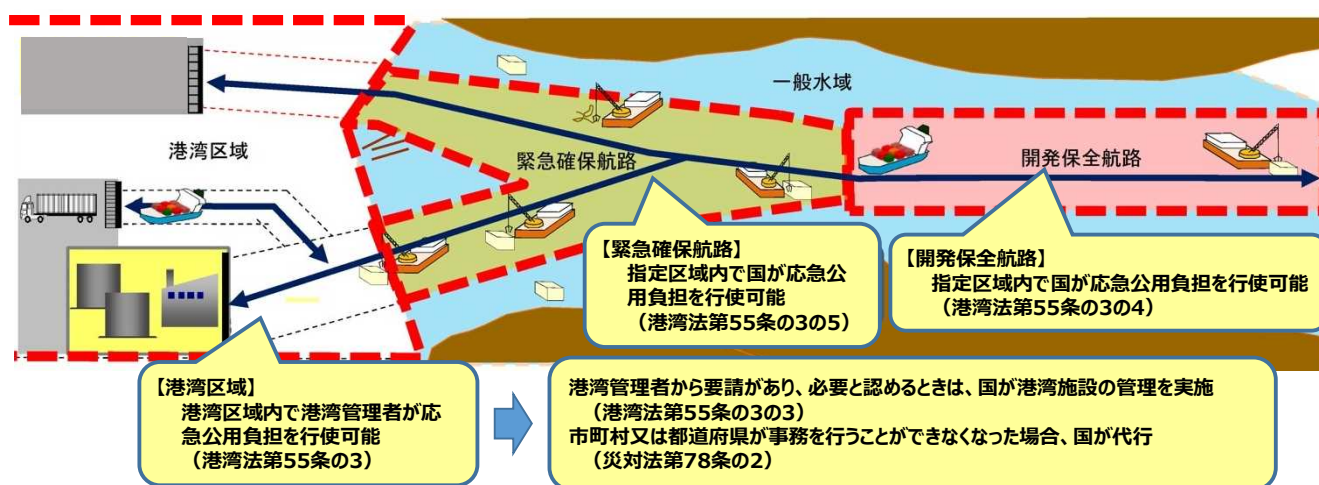 一般水域
港湾区域
緊急確保航路
開発保全航路
【緊急確保航路】
指定区域内で国が応急公
用負担を行使可能
（港湾法第55条の3の5）
【開発保全航路】
指定区域内で国が応急公用負担を行使可能
（港湾法第55条の3の4）
【港湾区域】
港湾区域内で港湾管理者が応
急公用負担を行使可能
（港湾法第55条の3）
港湾管理者から要請があり、必要と認めるときは、国が港湾施設の管理を実施
（港湾法第55条の3の3）
市町村又は都道府県が事務を行うことができなくなった場合、国が代行
（災対法第78条の2）